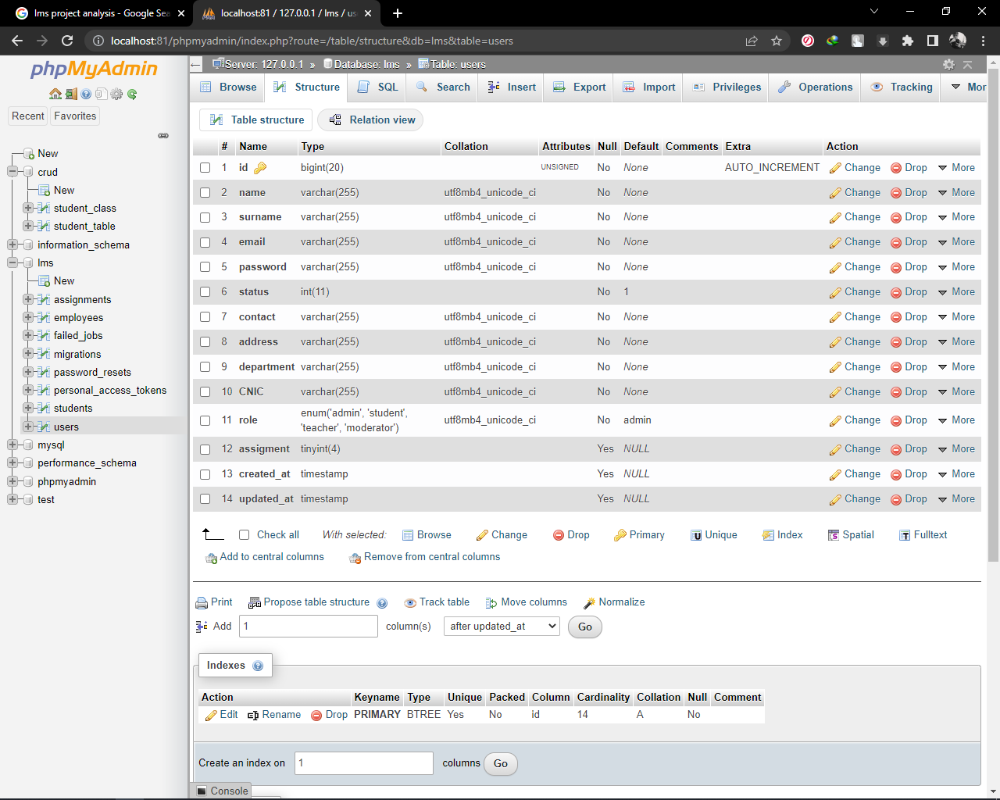 lms project analysis - Google Sea
localhost:81 / 127.0.0.1 / lms / us
localhost:81/phpmyadmin/index.php?route=/table/structure&db=lms&table=users
phpMyAdmin
Recent Favorites
New
crud
New
student_class
student_table
information_schema
lms
New
assignments
employees
failed_jobs
migrations
password_resets
personal_access_tokens
students
users
mysql
performance_schema
phpmyadmin
test
Server: 127.0.0.1 » Database: lms » Table: users
Browse Structure SQL Search Insert Export Import Privileges Operations Tracking Mor
Table structure Relation view
# Name Type Collation Attributes Null Default Comments Extra Action
1 id bigint(20) UNSIGNED No None AUTO_INCREMENT Change Drop More
2 name varchar(255) utf8mb4_unicode_ci No None Change Drop More
3 surname varchar(255) utf8mb4_unicode_ci No None Change Drop More
4 email varchar(255) utf8mb4_unicode_ci No None Change Drop More
5 password varchar(255) utf8mb4_unicode_ci No None Change Drop More
6 status int(11) No 1 Change Drop More
7 contact varchar(255) utf8mb4_unicode_ci No None Change Drop More
8 address varchar(255) utf8mb4_unicode_ci No None Change Drop More
9 department varchar(255) utf8mb4_unicode_ci No None Change Drop More
10 CNIC varchar(255) utf8mb4_unicode_ci No None Change Drop More
11 role enum('admin', 'student', 'teacher', 'moderator') utf8mb4_unicode_ci No admin Change Drop More
12 assigment tinyint(4) Yes NULL Change Drop More
13 created_at timestamp Yes NULL Change Drop More
14 updated_at timestamp Yes NULL Change Drop More
Check all With selected: Browse Change Drop Primary Unique Index Spatial Fulltext
Add to central columns Remove from central columns
Print Propose table structure Track table Move columns Normalize
Add 1 column(s) after updated_at Go
Indexes
Action Keyname Type Unique Packed Column Cardinality Collation Null Comment
Edit Rename Drop PRIMARY BTREE Yes No id 14 A No
Create an index on 1 columns Go
Console